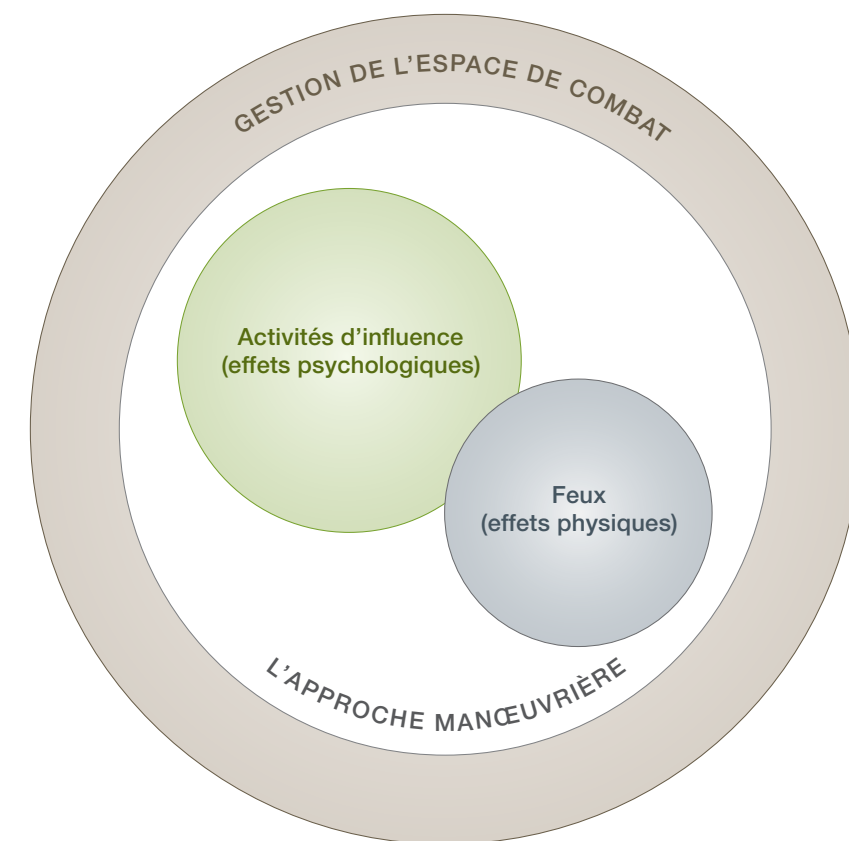 GESTION DE L’ESPACE DE COMBAT
Activités d’influence
(effets psychologiques)
Feux
(effets physiques)
L’APPROCHE MANŒUVRIÈRE